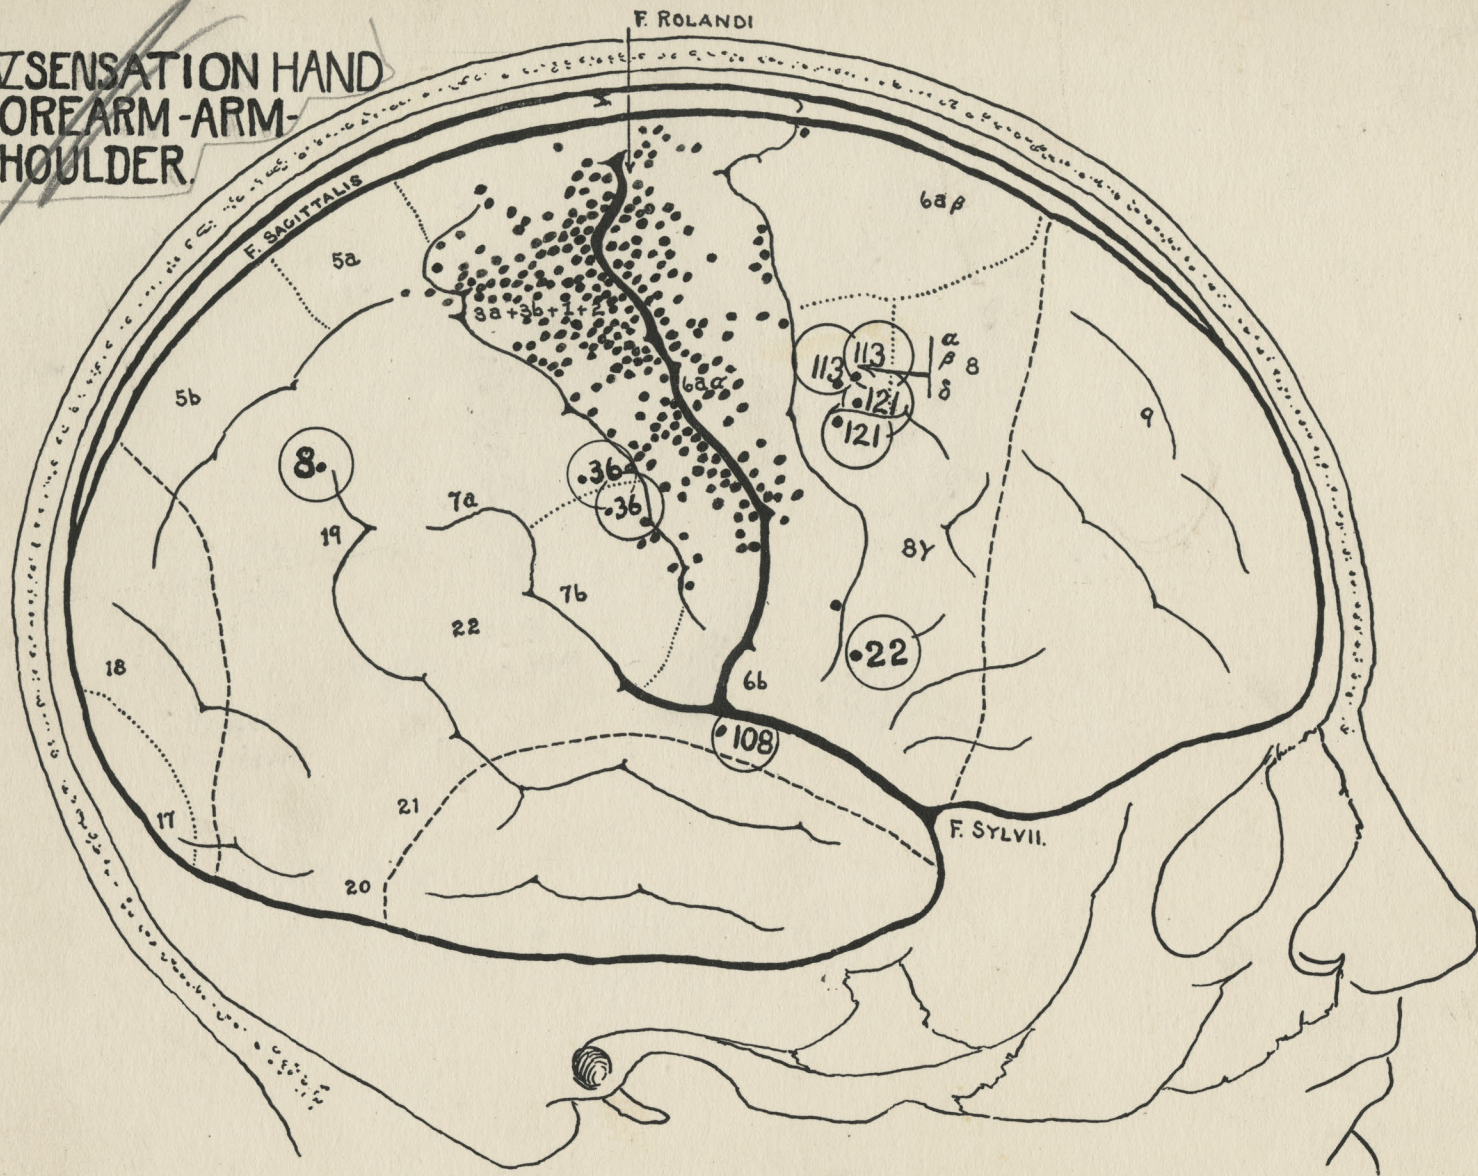 F. ROLANDI
SENSATION HAND
OREARM-ARM-
HOULDER.
F. SAGITTALIS
6aβ
5a
3a+3b+1+2
113 113
α
β 8
δ
6aα
121
121
5b
9
8
36
36
7a
19
8γ
7b
22
22
18
6b
108
21
17
F. SYLVII.
20